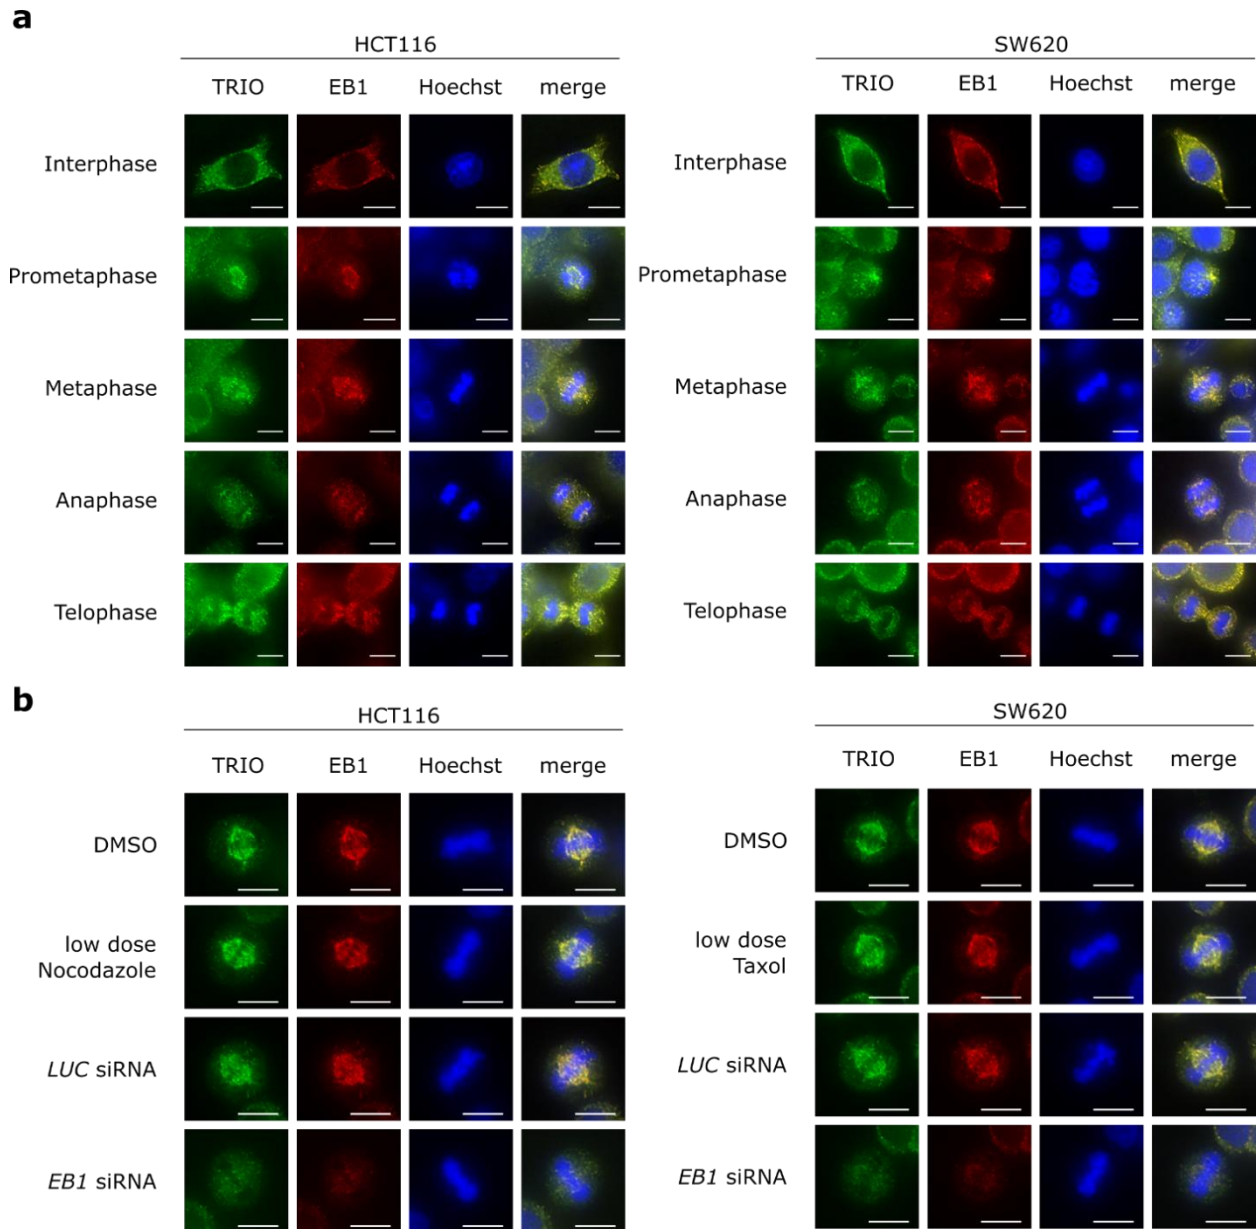 a
HCT116
SW620
TRIO EB1 Hoechst merge
TRIO EB1 Hoechst merge
Interphase
Interphase
Prometaphase
Prometaphase
Metaphase
Metaphase
Anaphase
Anaphase
Telophase
Telophase
b
HCT116
SW620
TRIO EB1 Hoechst merge
TRIO EB1 Hoechst merge
DMSO
DMSO
low dose
Nocodazole
low dose
Taxol
LUC siRNA
LUC siRNA
EB1 siRNA
EB1 siRNA